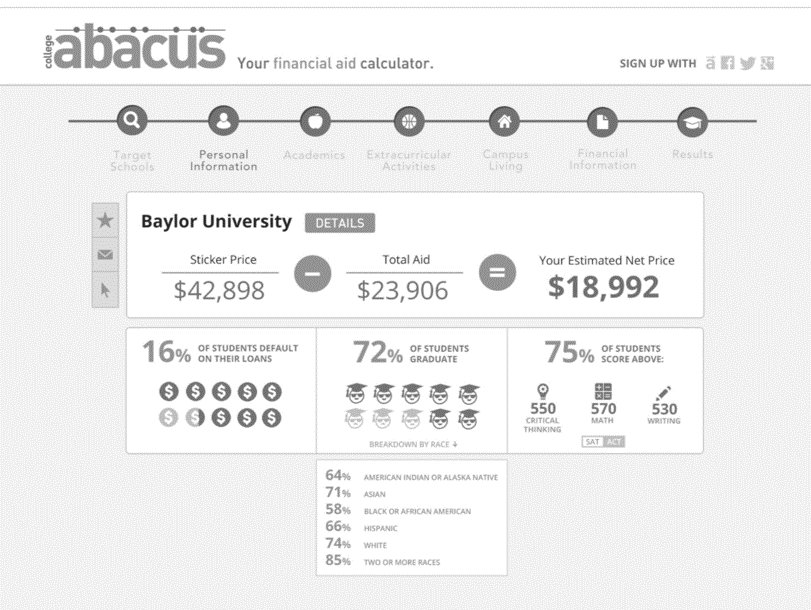 college abacus Your financial aid calculator.
SIGN UP WITH
Target Schools
Personal Information
Academics
Extracurricular Activities
Campus Living
Financial Information
Results
Baylor University DETAILS
Sticker Price
$42,898
−
Total Aid
$23,906
=
Your Estimated Net Price
$18,992
16% OF STUDENTS DEFAULT
ON THEIR LOANS
72% OF STUDENTS
GRADUATE
BREAKDOWN BY RACE ↓
75% OF STUDENTS
SCORE ABOVE:
550
CRITICAL
THINKING
570
MATH
530
WRITING
SAT ACT
64% AMERICAN INDIAN OR ALASKA NATIVE
71% ASIAN
58% BLACK OR AFRICAN AMERICAN
66% HISPANIC
74% WHITE
85% TWO OR MORE RACES